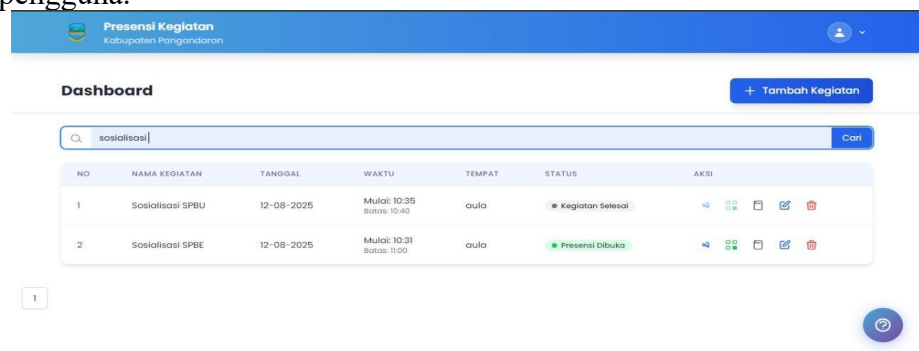 pengguna.
Presensi Kegiatan
Kabupaten Pangandaran
Dashboard
+ Tambah Kegiatan
sosialisasi
Cari
NO NAMA KEGIATAN TANGGAL WAKTU TEMPAT STATUS AKSI
1 Sosialisasi SPBU 12-08-2025 Mulai: 10:35 aula Kegiatan Selesai
Batas: 10:40
2 Sosialisasi SPBE 12-08-2025 Mulai: 10:31 aula Presensi Dibuka
Batas: 11:00
1